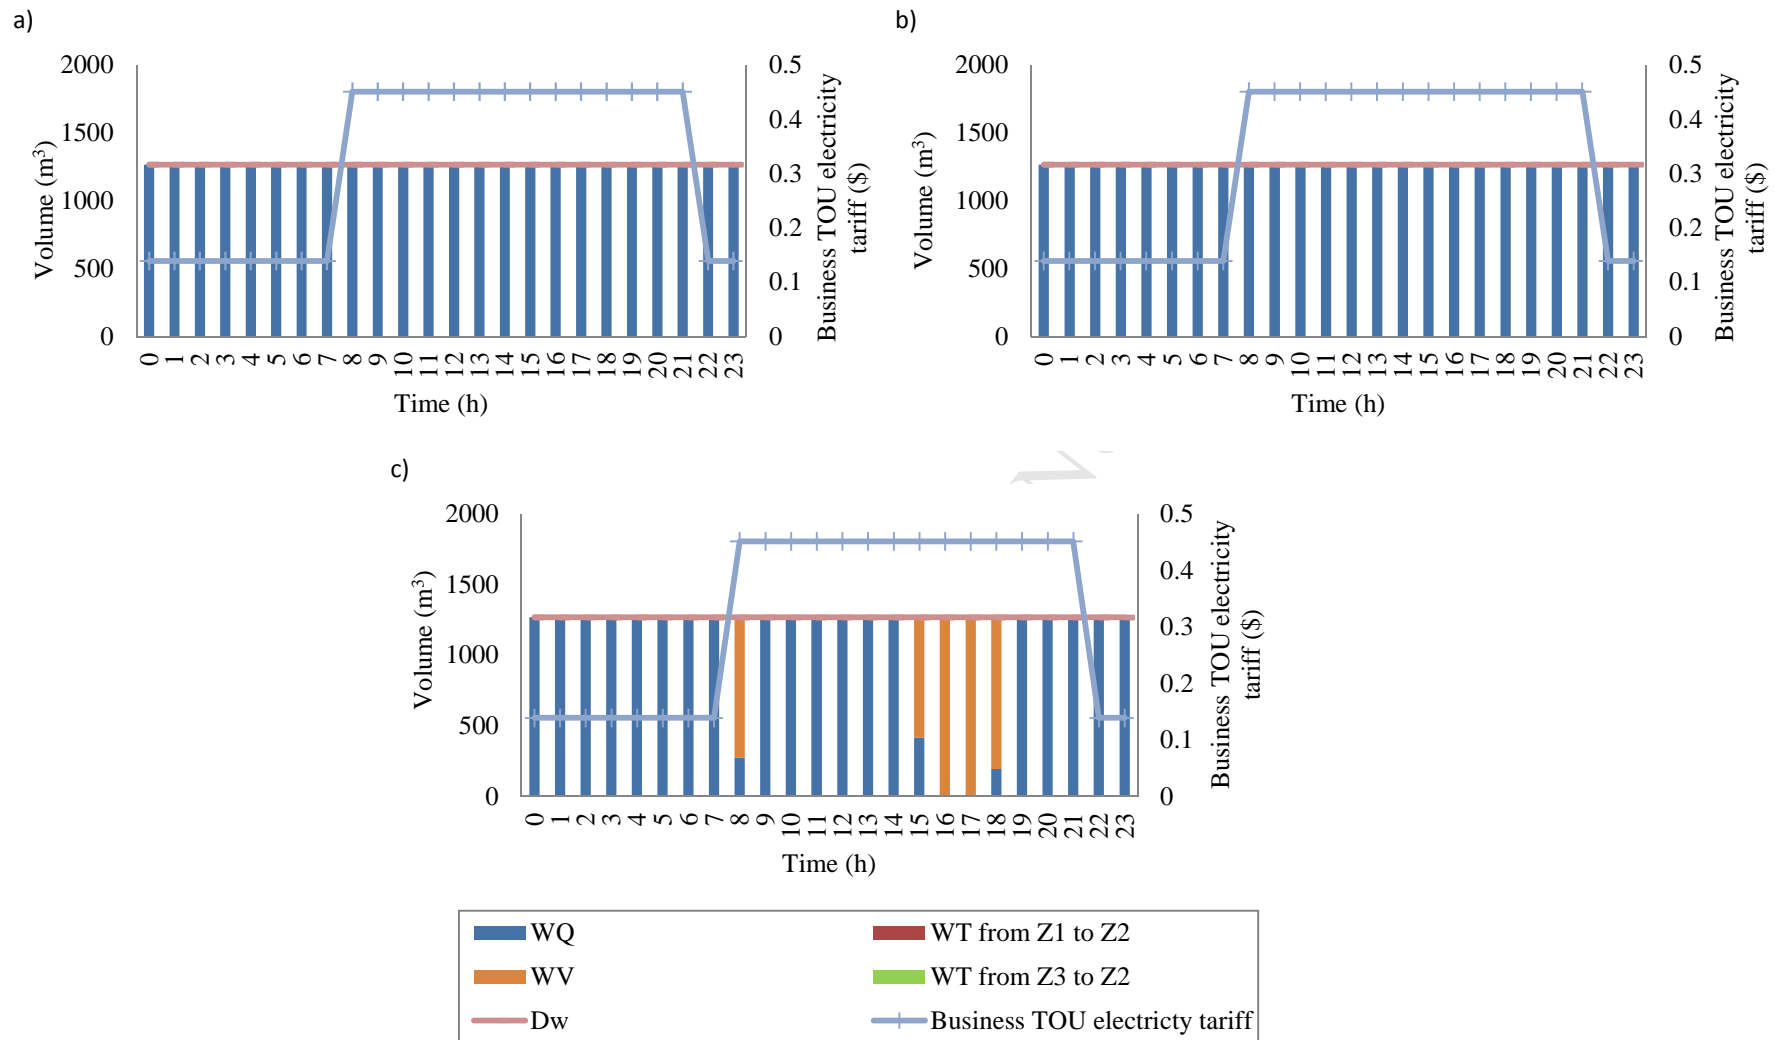 a)
2000
1500
1000
500
0
Volume (m³)
0 1 2 3 4 5 6 7 8 9 10 11 12 13 14 15 16 17 18 19 20 21 22 23
Time (h)
0.5
0.4
0.3
0.2
0.1
0
Business TOU electricity
tariff ($)
b)
2000
1500
1000
500
0
Volume (m³)
0 1 2 3 4 5 6 7 8 9 10 11 12 13 14 15 16 17 18 19 20 21 22 23
Time (h)
0.5
0.4
0.3
0.2
0.1
0
Business TOU electricity
tariff ($)
c)
2000
1500
1000
500
0
Volume (m³)
0 1 2 3 4 5 6 7 8 9 10 11 12 13 14 15 16 17 18 19 20 21 22 23
Time (h)
0.5
0.4
0.3
0.2
0.1
0
Business TOU electricity
tariff ($)
WQ
WT from Z1 to Z2
WV
WT from Z3 to Z2
Dw
Business TOU electricty tariff